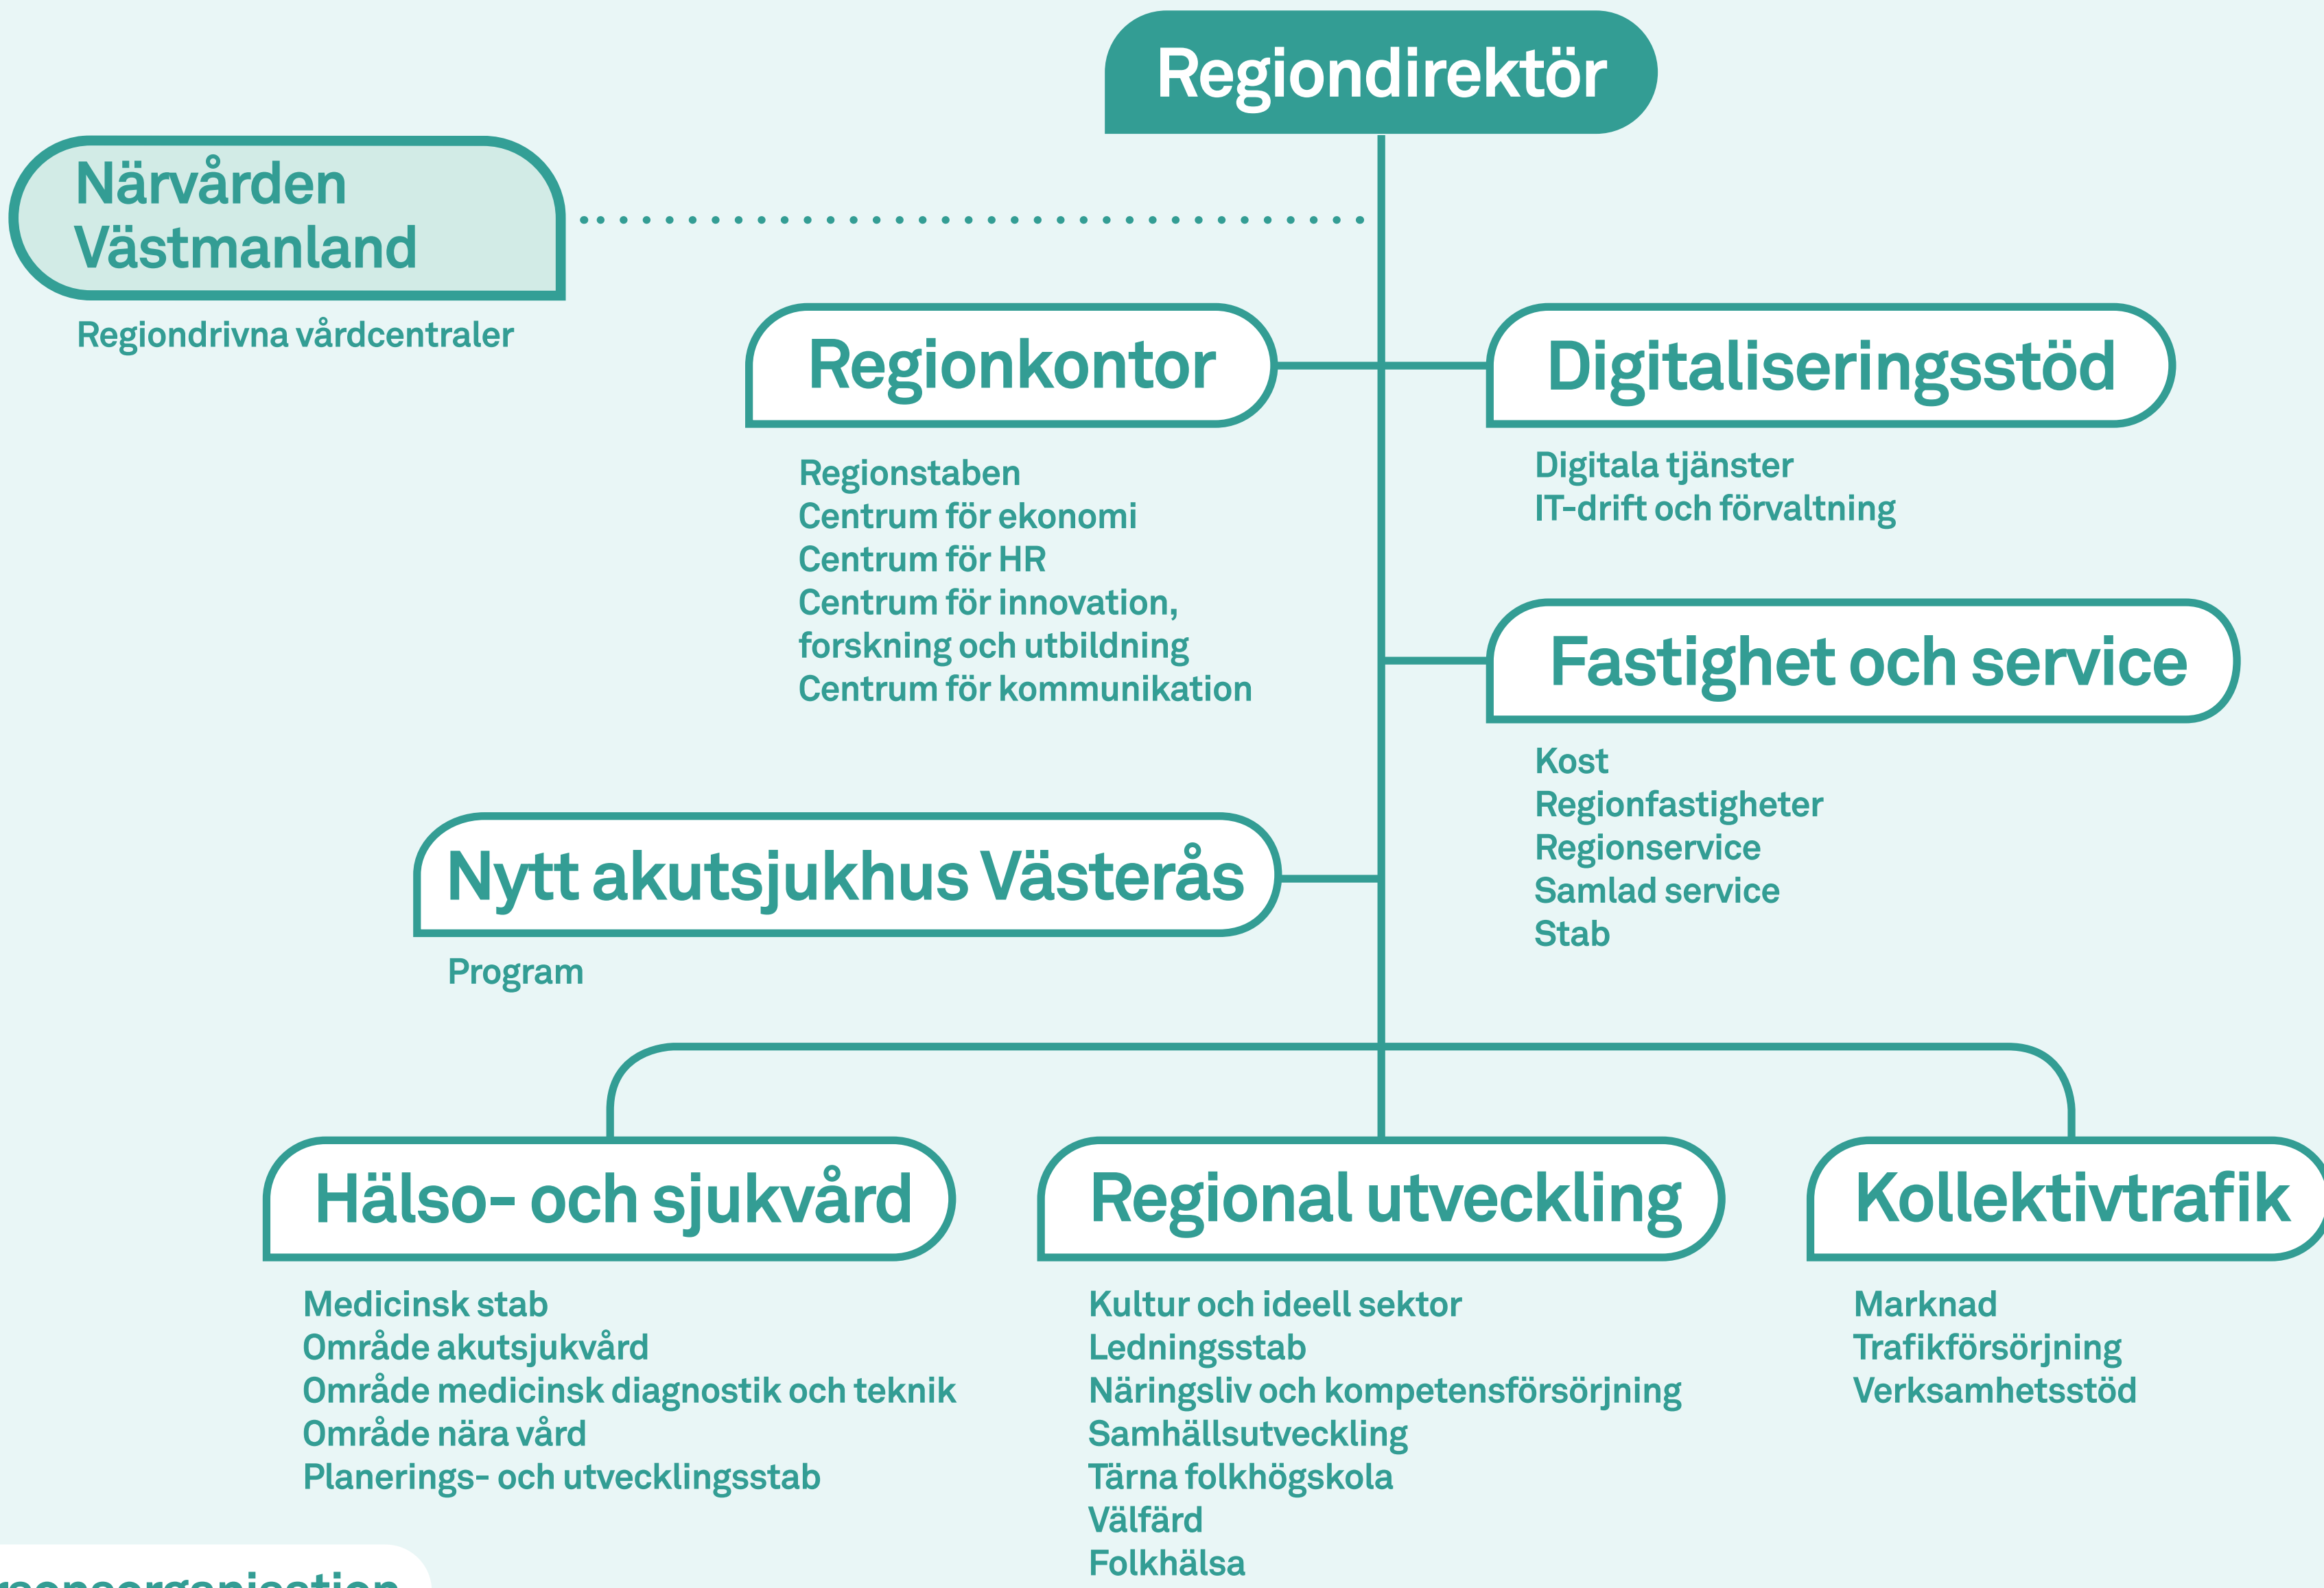 Regiondirektör
Närvården
Västmanland
Regiondrivna vårdcentraler
Regionkontor
Regionstaben
Centrum för ekonomi
Centrum för HR
Centrum för innovation,
forskning och utbildning
Centrum för kommunikation
Digitaliseringsstöd
Digitala tjänster
IT-drift och förvaltning
Fastighet och service
Kost
Regionfastigheter
Regionservice
Samlad service
Stab
Nytt akutsjukhus Västerås
Program
Hälso- och sjukvård
Medicinsk stab
Område akutsjukvård
Område medicinsk diagnostik och teknik
Område nära vård
Planerings- och utvecklingsstab
Regional utveckling
Kultur och ideell sektor
Ledningsstab
Näringsliv och kompetensförsörjning
Samhällsutveckling
Tärna folkhögskola
Välfärd
Folkhälsa
Kollektivtrafik
Marknad
Trafikförsörjning
Verksamhetsstöd